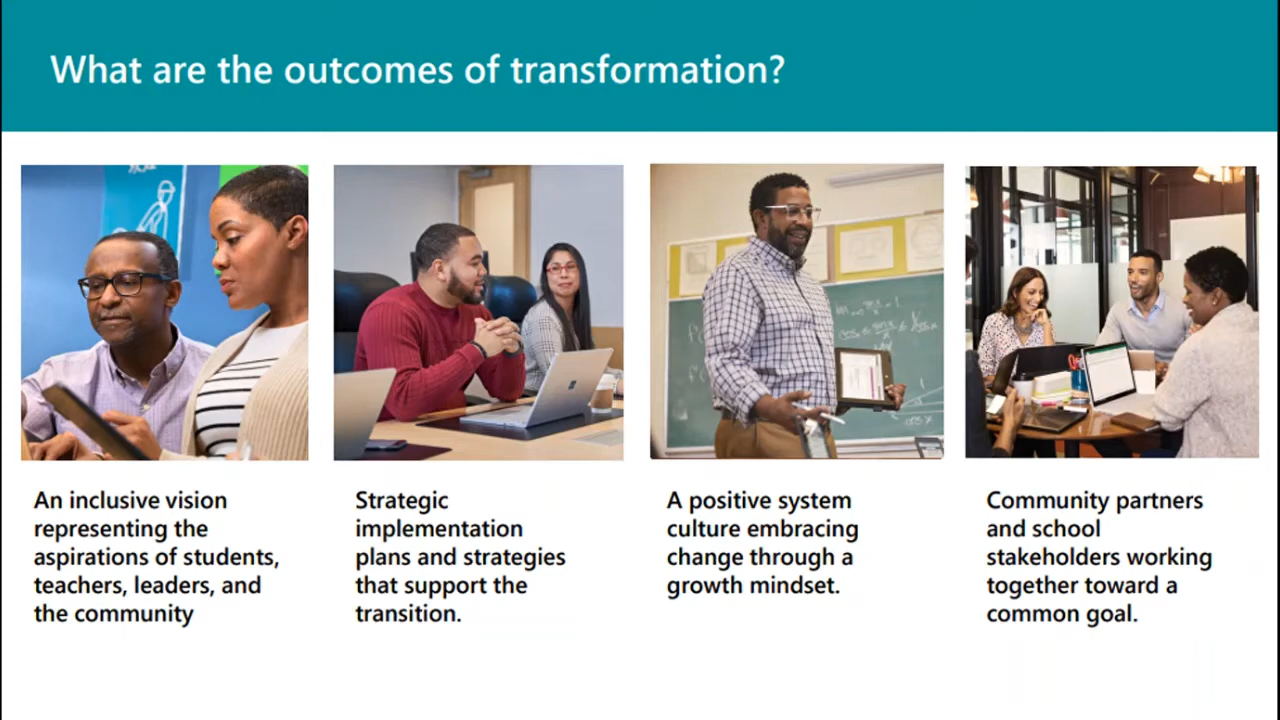 What are the outcomes of transformation?
An inclusive vision
representing the
aspirations of students,
teachers, leaders, and
the community
Strategic
implementation
plans and strategies
that support the
transition.
A positive system
culture embracing
change through a
growth mindset.
Community partners
and school
stakeholders working
together toward a
common goal.